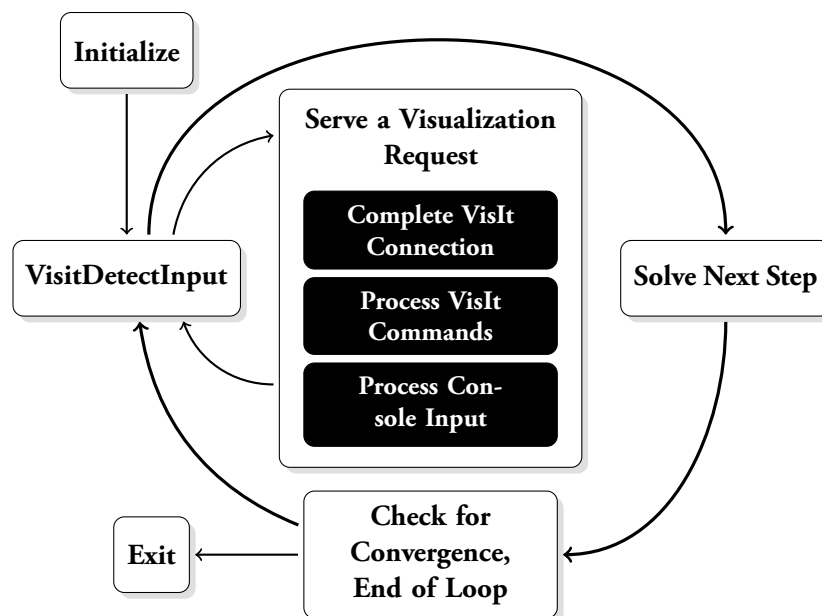 Initialize
Serve a Visualization
Request
Complete VisIt
Connection
VisitDetectInput
Solve Next Step
Process VisIt
Commands
Process Con-
sole Input
Check for
Convergence,
End of Loop
Exit